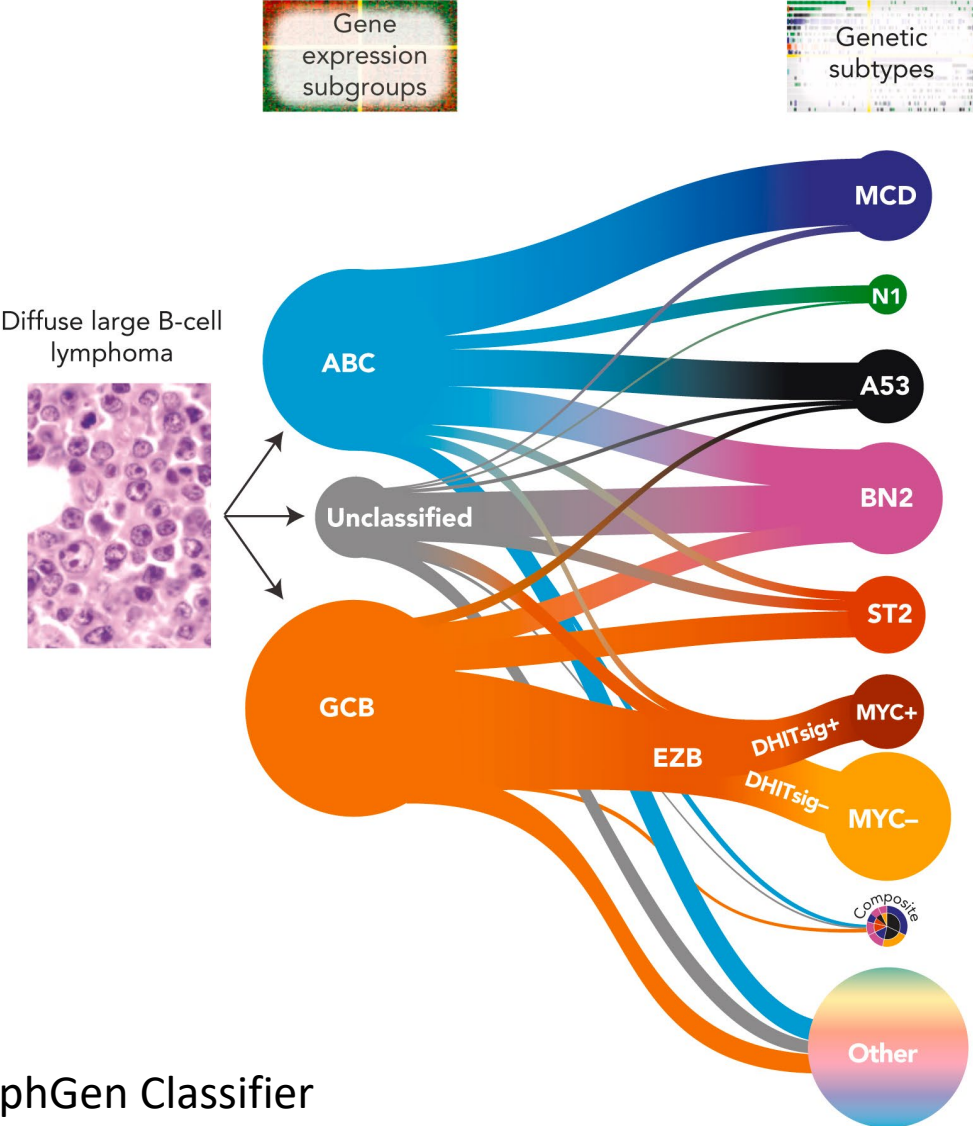 Gene
expression
subgroups
Genetic
subtypes
Diffuse large B-cell
lymphoma
ABC
Unclassified
GCB
EZB
DHITsig+
DHITsig–
MCD
N1
A53
BN2
ST2
MYC+
MYC–
Composite
Other
phGen Classifier